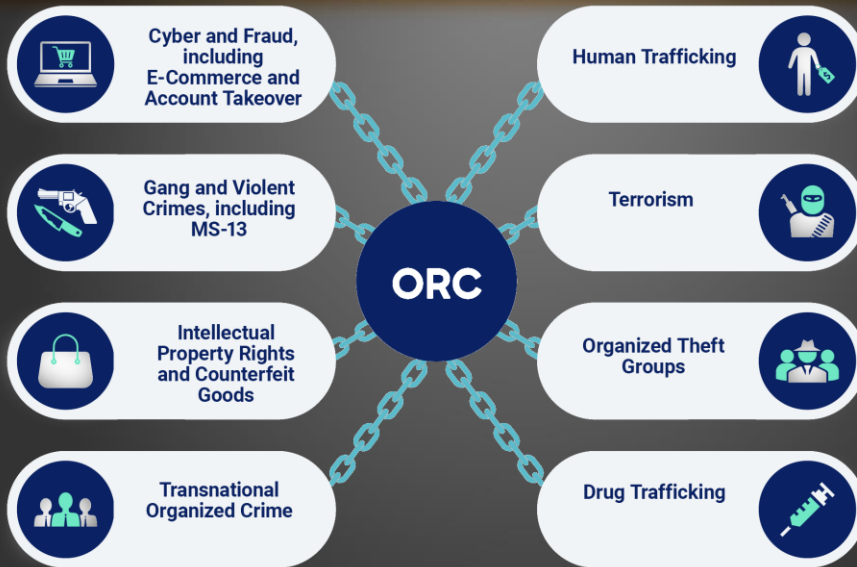 Cyber and Fraud,
including
E-Commerce and
Account Takeover
Human Trafficking
Gang and Violent
Crimes, including
MS-13
Terrorism
ORC
Intellectual
Property Rights
and Counterfeit
Goods
Organized Theft
Groups
Transnational
Organized Crime
Drug Trafficking
$